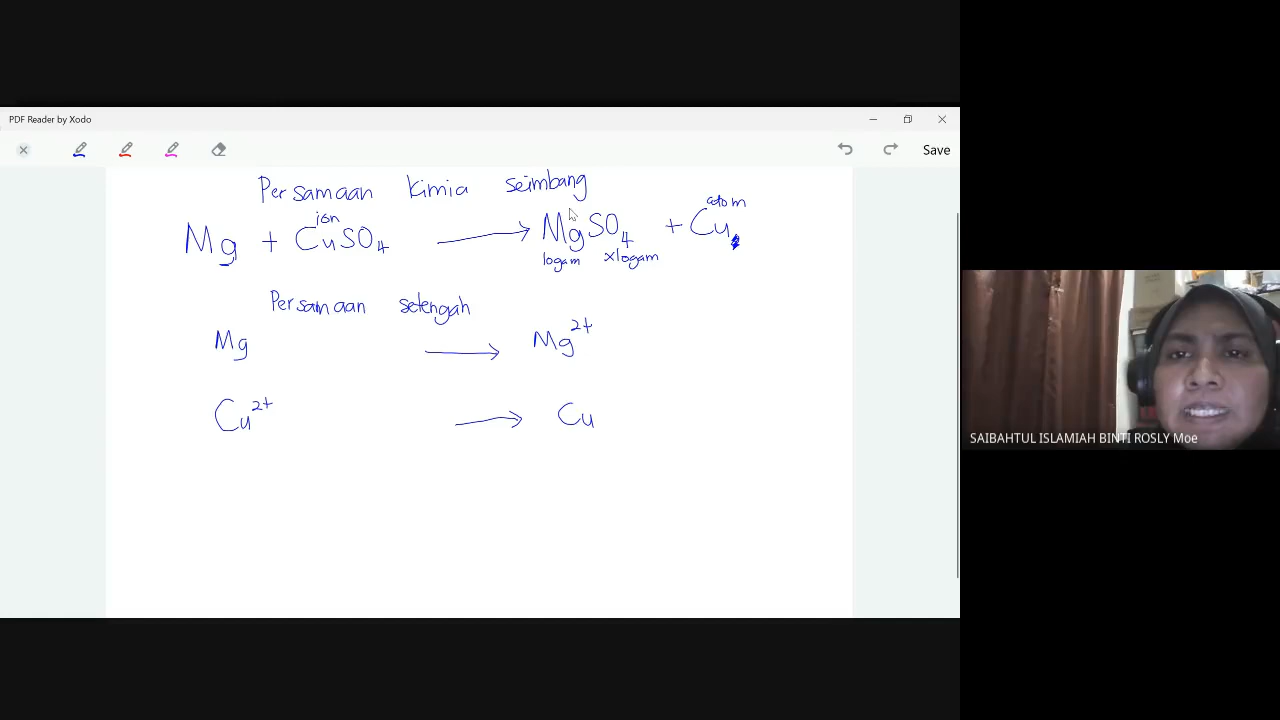 PDF Reader by Xodo
Save
Persamaan kimia seimbang
ion
atom
Mg + CuSO4 → MgSO4 + Cu
logam xlogam
Persamaan setengah
Mg → Mg2+
Cu2+ → Cu
SAIBAHTUL ISLAMIAH BINTI ROSLY Moe